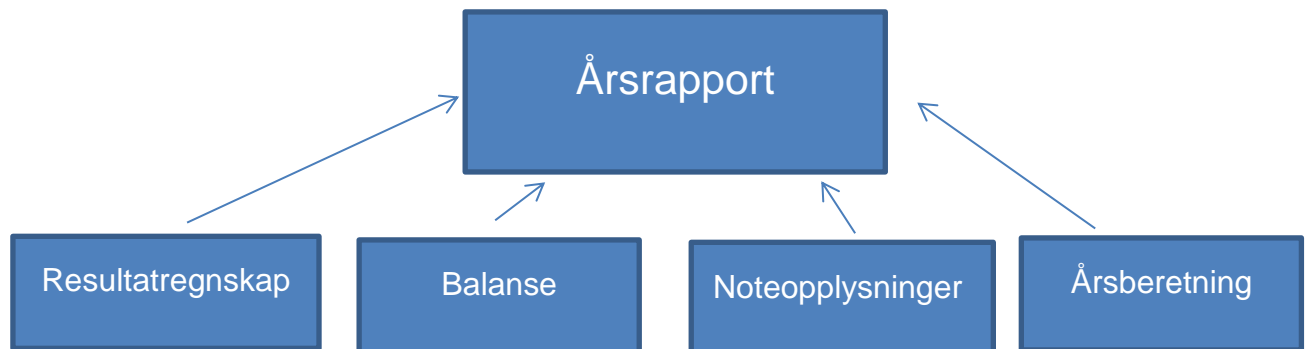 Årsrapport
Resultatregnskap
Balanse
Noteopplysninger
Årsberetning